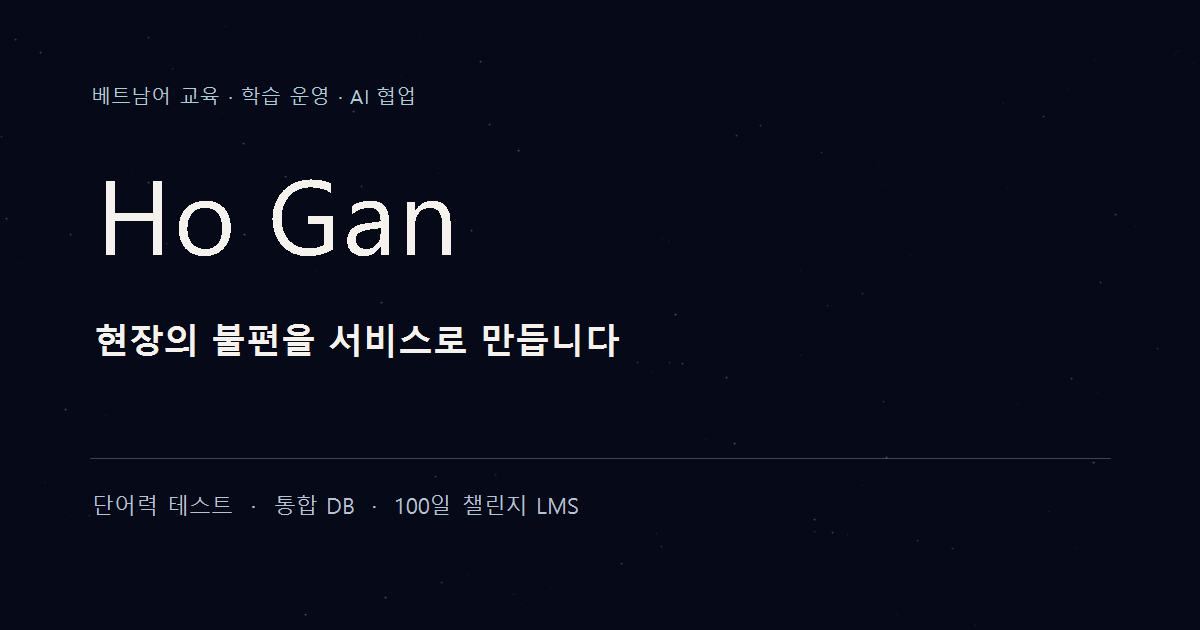 베트남어 교육 · 학습 운영 · AI 협업
Ho Gan
현장의 불편을 서비스로 만듭니다
단어력 테스트 · 통합 DB · 100일 챌린지 LMS